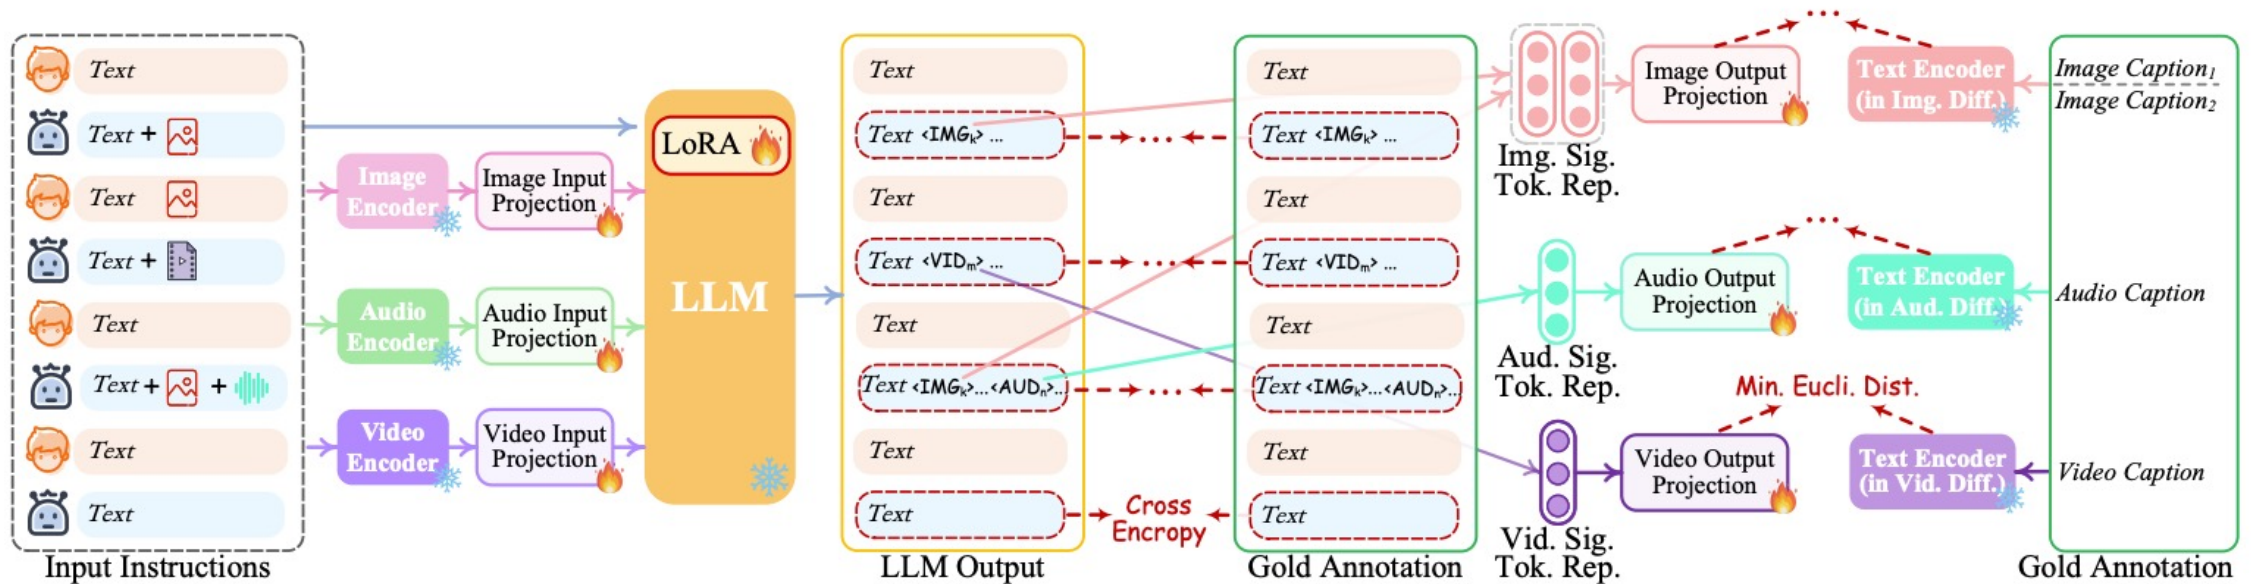 Text
Text +
Text
Text +
Text
Text + +
Text
Text
Input Instructions
Image
Encoder
Image Input
Projection
Audio
Encoder
Audio Input
Projection
Video
Encoder
Video Input
Projection
LoRA
LLM
Text
Text <IMGₖ> ...
Text
Text <VIDₘ> ...
Text
Text <IMGₖ>...<AUDₙ>...
Text
Text
LLM Output
...
...
...
Cross
Encropy
Text
Text <IMGₖ> ...
Text
Text <VIDₘ> ...
Text
Text <IMGₖ>...<AUDₙ>...
Text
Text
Gold Annotation
Img. Sig.
Tok. Rep.
Aud. Sig.
Tok. Rep.
Vid. Sig.
Tok. Rep.
...
Image Output
Projection
Text Encoder
(in Img. Diff.)
...
Audio Output
Projection
Text Encoder
(in Aud. Diff.)
Min. Eucli. Dist.
Video Output
Projection
Text Encoder
(in Vid. Diff.)
Image Caption₁
Image Caption₂
Audio Caption
Video Caption
Gold Annotation